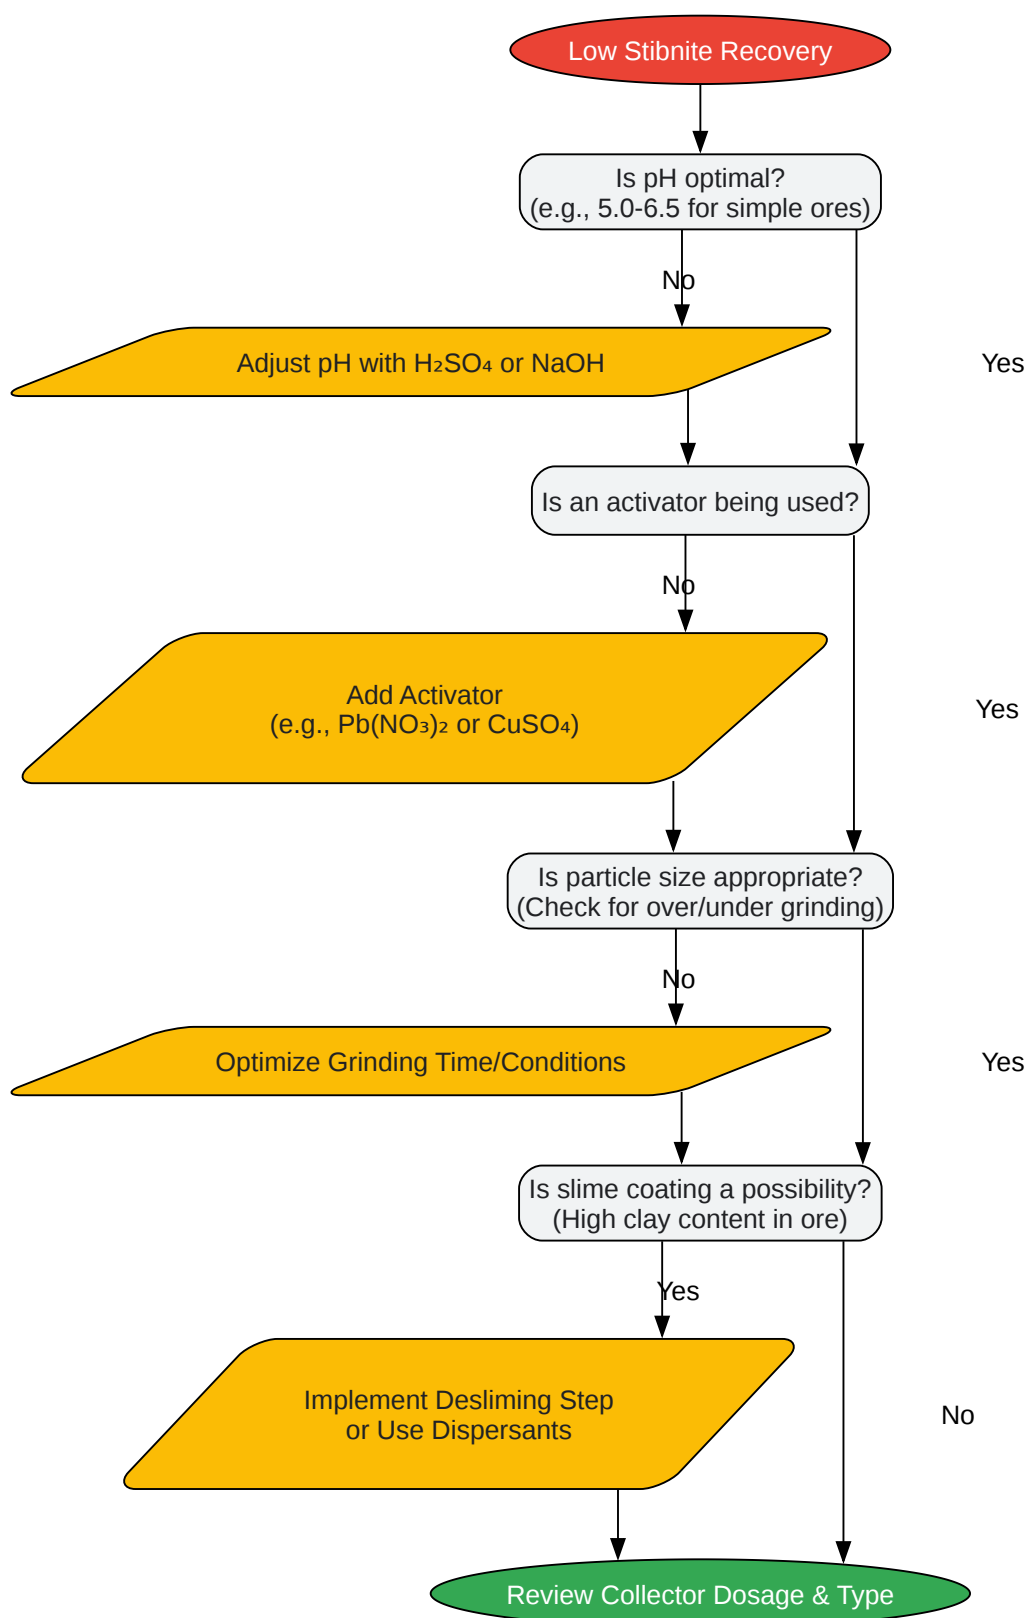 Low Stibnite Recovery
Is pH optimal?
(e.g., 5.0-6.5 for simple ores)
No
Adjust pH with H₂SO₄ or NaOH
Yes
Is an activator being used?
No
Add Activator
(e.g., Pb(NO₃)₂ or CuSO₄)
Yes
Is particle size appropriate?
(Check for over/under grinding)
No
Optimize Grinding Time/Conditions
Yes
Is slime coating a possibility?
(High clay content in ore)
Yes
Implement Desliming Step
or Use Dispersants
No
Review Collector Dosage & Type